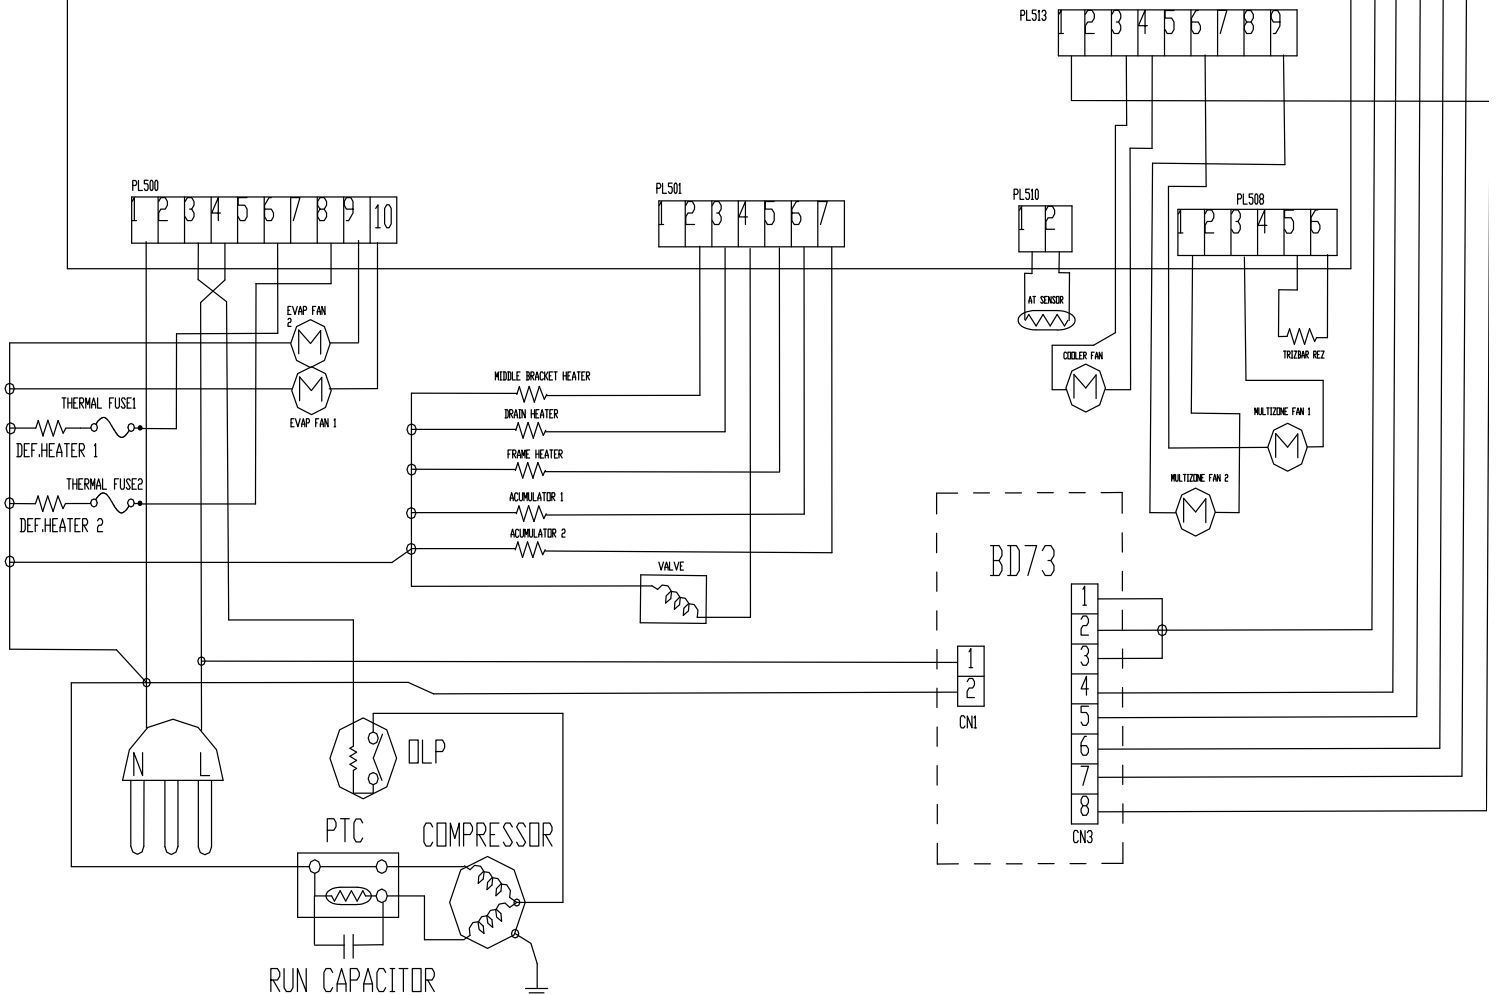 PL513
1 2 3 4 5 6 7 8 9
PL500
1 2 3 4 5 6 7 8 9 10
PL501
1 2 3 4 5 6 7
PL510
1 2
PL508
1 2 3 4 5 6
EVAP FAN
2
AT SENSOR
COOLER FAN
TRIZBAR REZ
MIDDLE BRACKET HEATER
THERMAL FUSE1
DRAIN HEATER
MULTIZONE FAN 1
EVAP FAN 1
DEF.HEATER 1
FRAME HEATER
THERMAL FUSE2
MULTIZONE FAN 2
ACUMULATOR 1
DEF.HEATER 2
ACUMULATOR 2
VALVE
BD73
1
2
3
4
5
6
7
8
CN3
1
2
CN1
N L
OLP
PTC
COMPRESSOR
RUN CAPACITOR
M
M
M
M
M